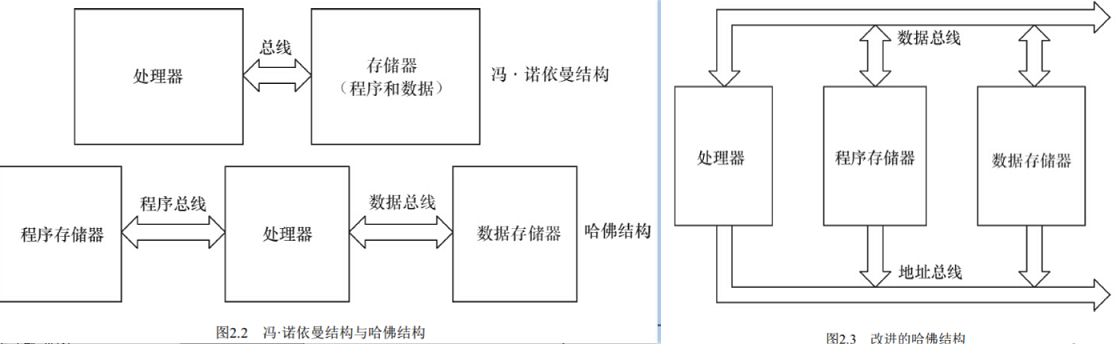 总线
处理器
存储器
（程序和数据）
冯·诺依曼结构
程序总线
数据总线
程序存储器
处理器
数据存储器
哈佛结构
图2.2 冯·诺依曼结构与哈佛结构
数据总线
处理器
程序存储器
数据存储器
地址总线
图2.3 改进的哈佛结构